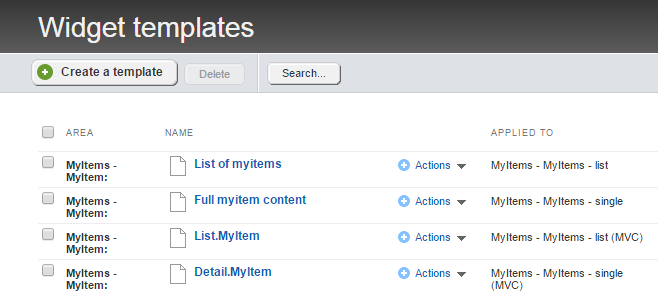 Widget templates
Create a template Delete Search...
AREA NAME APPLIED TO
MyItems - List of myitems Actions MyItems - MyItems - list
MyItem:
MyItems - Full myitem content Actions MyItems - MyItems - single
MyItem:
MyItems - List.MyItem Actions MyItems - MyItems - list (MVC)
MyItem:
MyItems - Detail.MyItem Actions MyItems - MyItems - single
MyItem: (MVC)